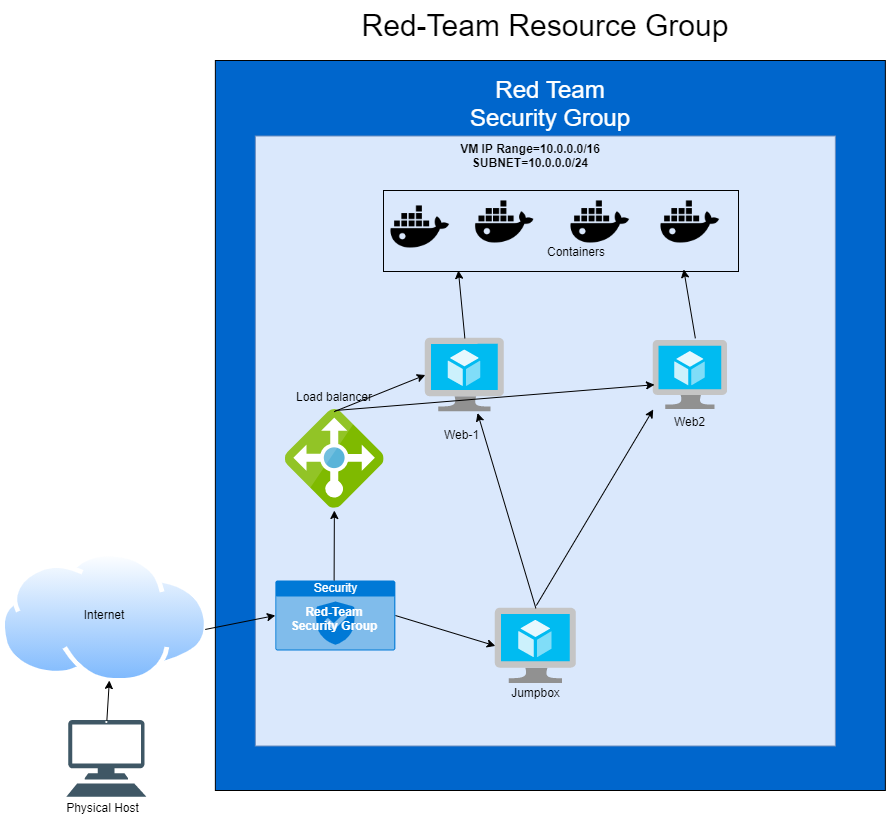 Red-Team Resource Group
Red Team
Security Group
VM IP Range=10.0.0.0/16
SUBNET=10.0.0.0/24
Containers
Load balancer
Web-1
Web2
Security
Red-Team
Security Group
Internet
Jumpbox
Physical Host